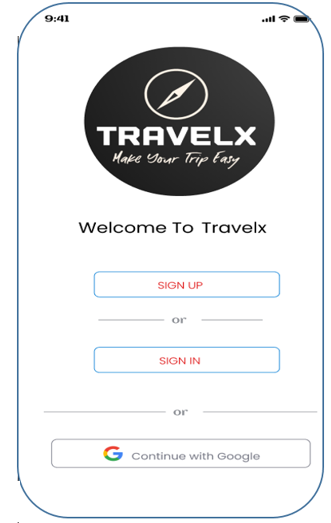 9:41
TRAVELX
Make Your Trip Easy
Welcome To Travelx
SIGN UP
or
SIGN IN
or
Continue with Google